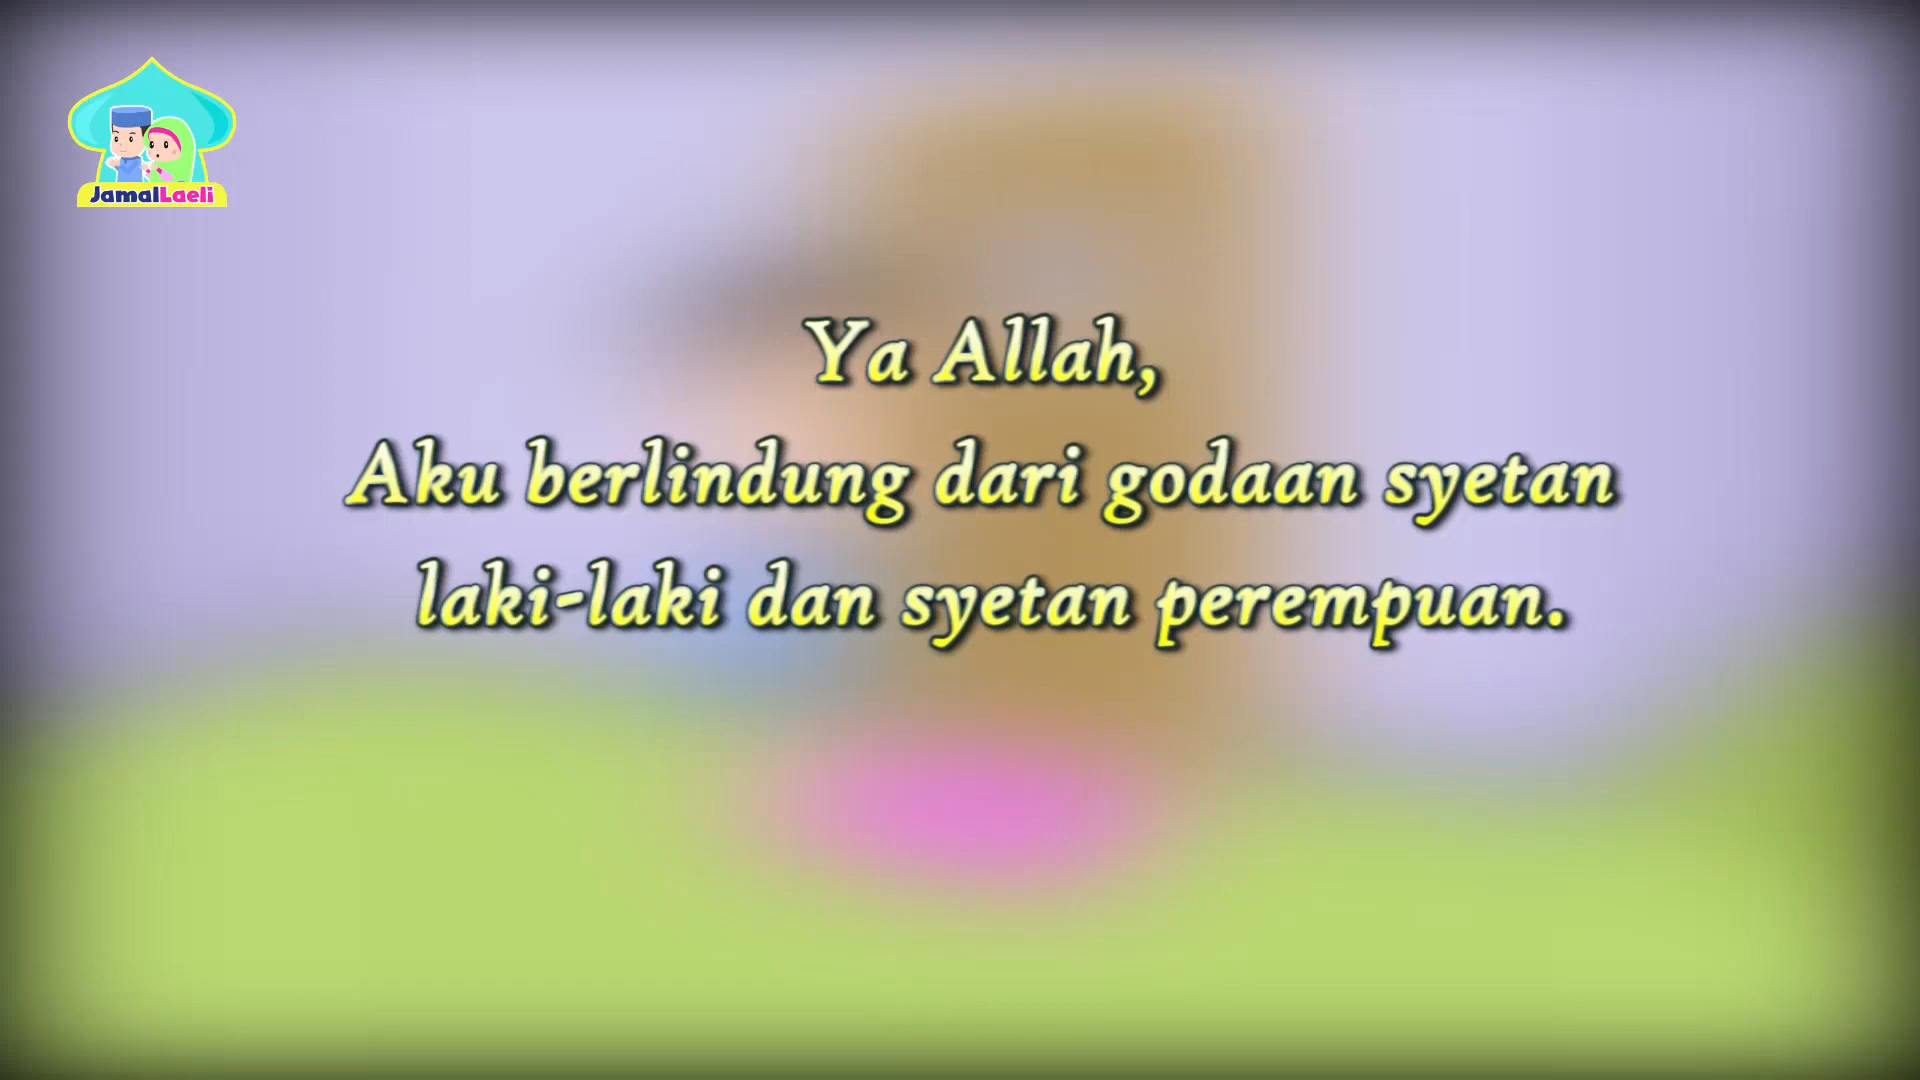 JamalLaeli
Ya Allah,
Aku berlindung dari godaan syetan
laki-laki dan syetan perempuan.